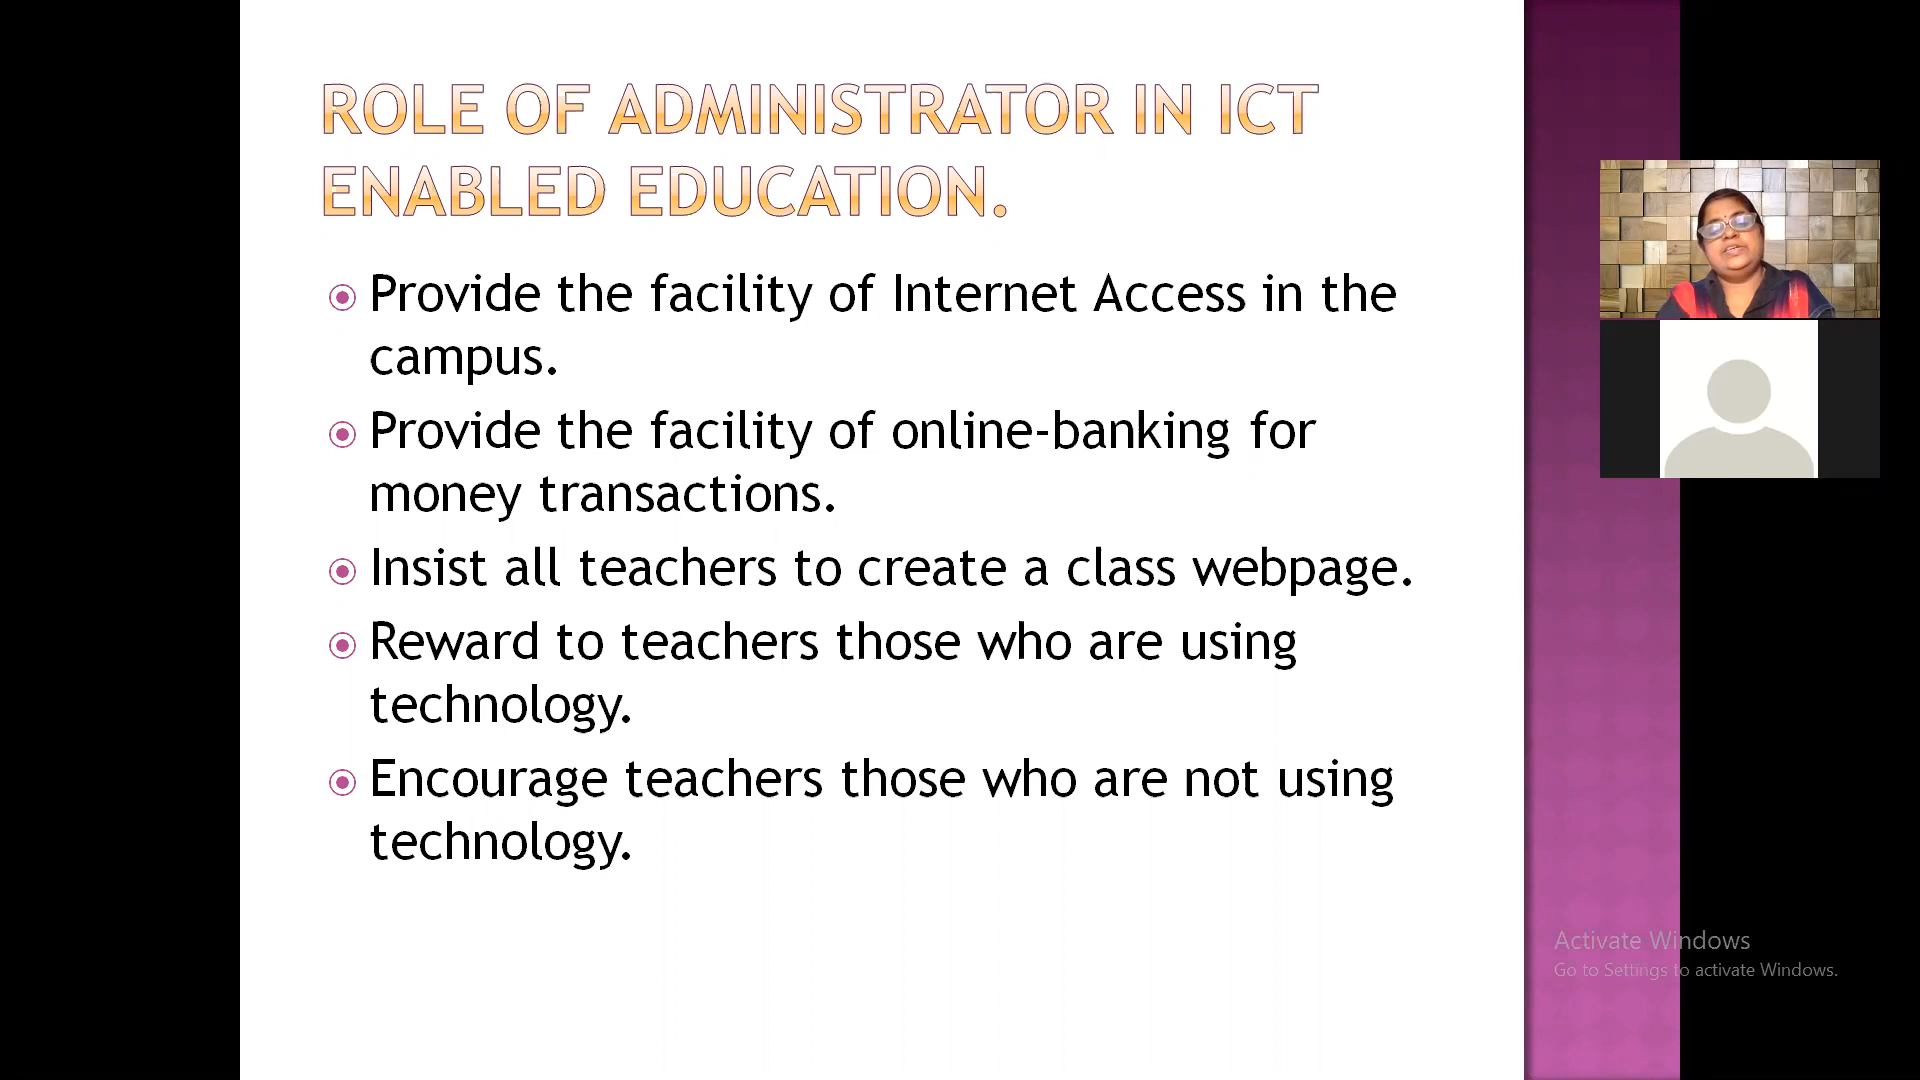 ROLE OF ADMINISTRATOR IN ICT
ENABLED EDUCATION.
Provide the facility of Internet Access in the
campus.
Provide the facility of online-banking for
money transactions.
Insist all teachers to create a class webpage.
Reward to teachers those who are using
technology.
Encourage teachers those who are not using
technology.
Activate Windows
Go to Settings to activate Windows.